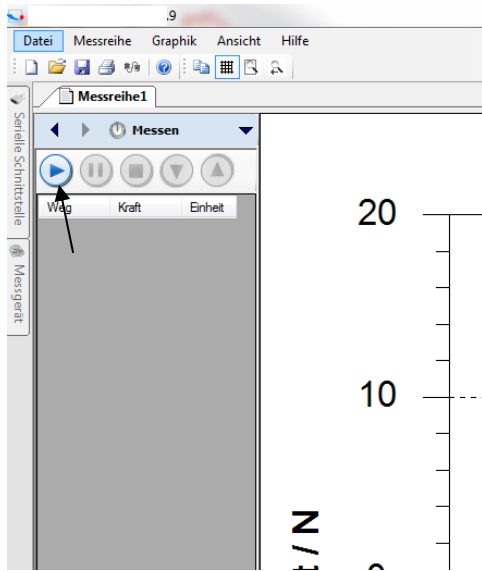 .9
Datei Messreihe Graphik Ansicht Hilfe
Messreihe1
Serielle Schnittstelle
Messgerät
Messen
Weg Kraft Einheit
20
10
t / N